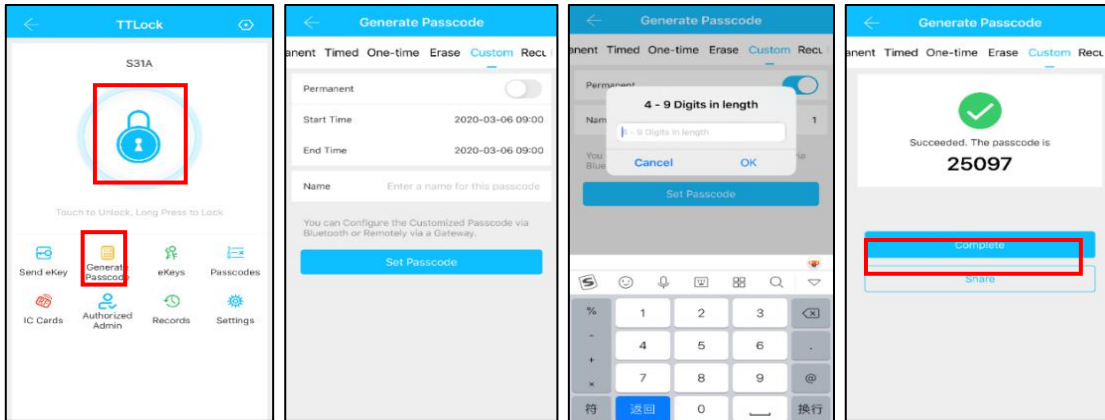 TTLock
S31A
Touch to Unlock, Long Press to Lock
Send eKey
Generate Passcode
eKeys
Passcodes
IC Cards
Authorized Admin
Records
Settings
Generate Passcode
anent Timed One-time Erase Custom Recu
Permanent
Start Time 2020-03-06 09:00
End Time 2020-03-06 09:00
Name Enter a name for this passcode
You can Configure the Customized Passcode via
Bluetooth or Remotely via a Gateway.
Set Passcode
Generate Passcode
anent Timed One-time Erase Custom Recu
Permanent
4 - 9 Digits in length
Nam 1
4 - 9 Digits in length
You via
Blue
Cancel OK
Set Passcode
% 1 2 3
- 4 5 6 .
+
× 7 8 9 @
符 返回 0 换行
Generate Passcode
anent Timed One-time Erase Custom Recu
Succeeded. The passcode is
25097
Complete
Share